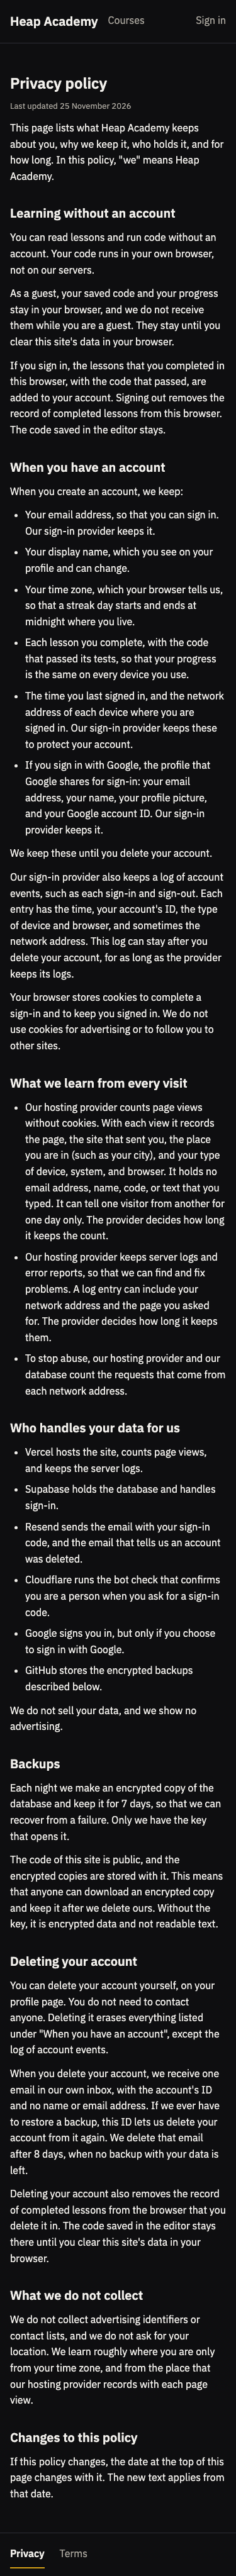 Heap Academy Courses Sign in
Privacy policy
Last updated 25 November 2026
This page lists what Heap Academy keeps
about you, why we keep it, who holds it, and for
how long. In this policy, "we" means Heap
Academy.
Learning without an account
You can read lessons and run code without an
account. Your code runs in your own browser,
not on our servers.
As a guest, your saved code and your progress
stay in your browser, and we do not receive
them while you are a guest. They stay until you
clear this site's data in your browser.
If you sign in, the lessons that you completed in
this browser, with the code that passed, are
added to your account. Signing out removes the
record of completed lessons from this browser.
The code saved in the editor stays.
When you have an account
When you create an account, we keep:
• Your email address, so that you can sign in.
Our sign-in provider keeps it.
• Your display name, which you see on your
profile and can change.
• Your time zone, which your browser tells us,
so that a streak day starts and ends at
midnight where you live.
• Each lesson you complete, with the code
that passed its tests, so that your progress
is the same on every device you use.
• The time you last signed in, and the network
address of each device where you are
signed in. Our sign-in provider keeps these
to protect your account.
• If you sign in with Google, the profile that
Google shares for sign-in: your email
address, your name, your profile picture,
and your Google account ID. Our sign-in
provider keeps it.
We keep these until you delete your account.
Our sign-in provider also keeps a log of account
events, such as each sign-in and sign-out. Each
entry has the time, your account's ID, the type
of device and browser, and sometimes the
network address. This log can stay after you
delete your account, for as long as the provider
keeps its logs.
Your browser stores cookies to complete a
sign-in and to keep you signed in. We do not
use cookies for advertising or to follow you to
other sites.
What we learn from every visit
• Our hosting provider counts page views
without cookies. With each view it records
the page, the site that sent you, the place
you are in (such as your city), and your type
of device, system, and browser. It holds no
email address, name, code, or text that you
typed. It can tell one visitor from another for
one day only. The provider decides how long
it keeps the count.
• Our hosting provider keeps server logs and
error reports, so that we can find and fix
problems. A log entry can include your
network address and the page you asked
for. The provider decides how long it keeps
them.
• To stop abuse, our hosting provider and our
database count the requests that come from
each network address.
Who handles your data for us
• Vercel hosts the site, counts page views,
and keeps the server logs.
• Supabase holds the database and handles
sign-in.
• Resend sends the email with your sign-in
code, and the email that tells us an account
was deleted.
• Cloudflare runs the bot check that confirms
you are a person when you ask for a sign-in
code.
• Google signs you in, but only if you choose
to sign in with Google.
• GitHub stores the encrypted backups
described below.
We do not sell your data, and we show no
advertising.
Backups
Each night we make an encrypted copy of the
database and keep it for 7 days, so that we can
recover from a failure. Only we have the key
that opens it.
The code of this site is public, and the
encrypted copies are stored with it. This means
that anyone can download an encrypted copy
and keep it after we delete ours. Without the
key, it is encrypted data and not readable text.
Deleting your account
You can delete your account yourself, on your
profile page. You do not need to contact
anyone. Deleting it erases everything listed
under "When you have an account", except the
log of account events.
When you delete your account, we receive one
email in our own inbox, with the account's ID
and no name or email address. If we ever have
to restore a backup, this ID lets us delete your
account from it again. We delete that email
after 8 days, when no backup with your data is
left.
Deleting your account also removes the record
of completed lessons from the browser that you
delete it in. The code saved in the editor stays
there until you clear this site's data in your
browser.
What we do not collect
We do not collect advertising identifiers or
contact lists, and we do not ask for your
location. We learn roughly where you are only
from your time zone, and from the place that
our hosting provider records with each page
view.
Changes to this policy
If this policy changes, the date at the top of this
page changes with it. The new text applies from
that date.
Privacy Terms